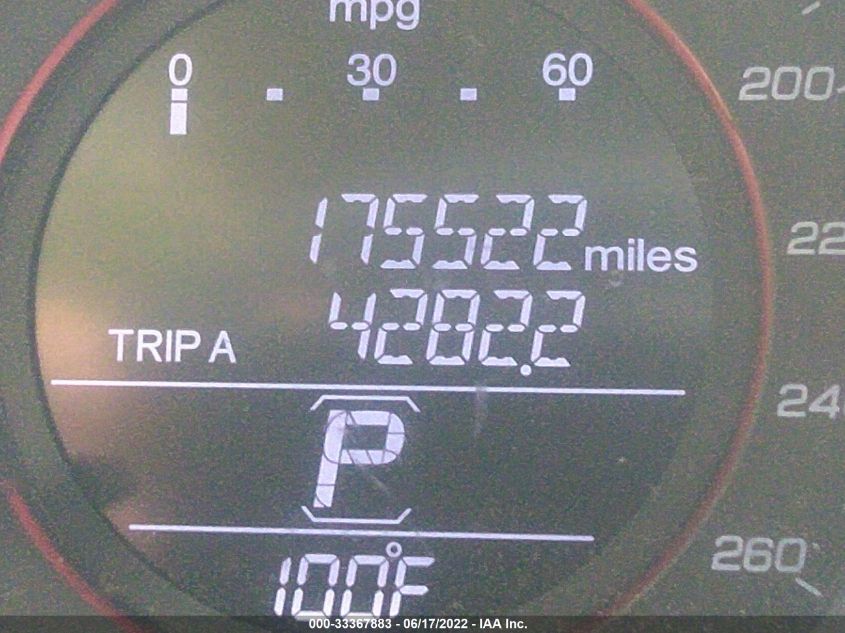 mpg
0 30 60
175522 miles
TRIP A 4282.2
P
100°F
200
22
240
260
000-33367883 - 06/17/2022 - IAA Inc.